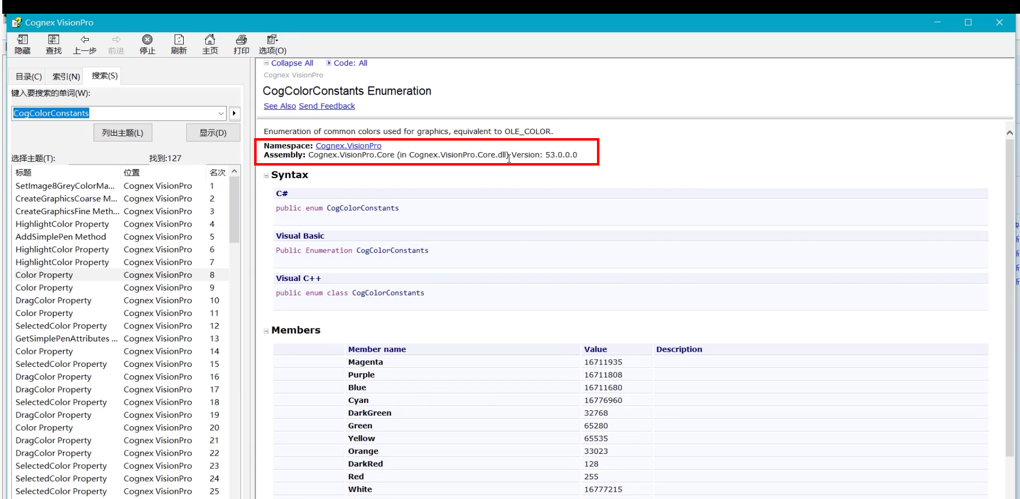 Cognex VisionPro
隐藏 查找 上一步 前进 停止 刷新 主页 打印 选项(O)
目录(C) 索引(N) 搜索(S)
键入要搜索的单词(W):
CogColorConstants
列出主题(L) 显示(D)
选择主题(T): 找到:127
标题 位置 名次
SetImage8GreyColorMa... Cognex VisionPro 1
CreateGraphicsCoarse M... Cognex VisionPro 2
CreateGraphicsFine Meth... Cognex VisionPro 3
HighlightColor Property Cognex VisionPro 4
AddSimplePen Method Cognex VisionPro 5
HighlightColor Property Cognex VisionPro 6
HighlightColor Property Cognex VisionPro 7
Color Property Cognex VisionPro 8
Color Property Cognex VisionPro 9
DragColor Property Cognex VisionPro 10
Color Property Cognex VisionPro 11
SelectedColor Property Cognex VisionPro 12
GetSimplePenAttributes ... Cognex VisionPro 13
Color Property Cognex VisionPro 14
SelectedColor Property Cognex VisionPro 15
DragColor Property Cognex VisionPro 16
DragColor Property Cognex VisionPro 17
SelectedColor Property Cognex VisionPro 18
DragColor Property Cognex VisionPro 19
Color Property Cognex VisionPro 20
DragColor Property Cognex VisionPro 21
DragColor Property Cognex VisionPro 22
SelectedColor Property Cognex VisionPro 23
SelectedColor Property Cognex VisionPro 24
SelectedColor Property Cognex VisionPro 25
Collapse All Code: All
Cognex VisionPro
CogColorConstants Enumeration
See Also Send Feedback
Enumeration of common colors used for graphics, equivalent to OLE_COLOR.
Namespace: Cognex.VisionPro
Assembly: Cognex.VisionPro.Core (in Cognex.VisionPro.Core.dll) Version: 53.0.0.0
Syntax
C#
public enum CogColorConstants
Visual Basic
Public Enumeration CogColorConstants
Visual C++
public enum class CogColorConstants
Members
Member name Value Description
Magenta 16711935
Purple 16711808
Blue 16711680
Cyan 16776960
DarkGreen 32768
Green 65280
Yellow 65535
Orange 33023
DarkRed 128
Red 255
White 16777215